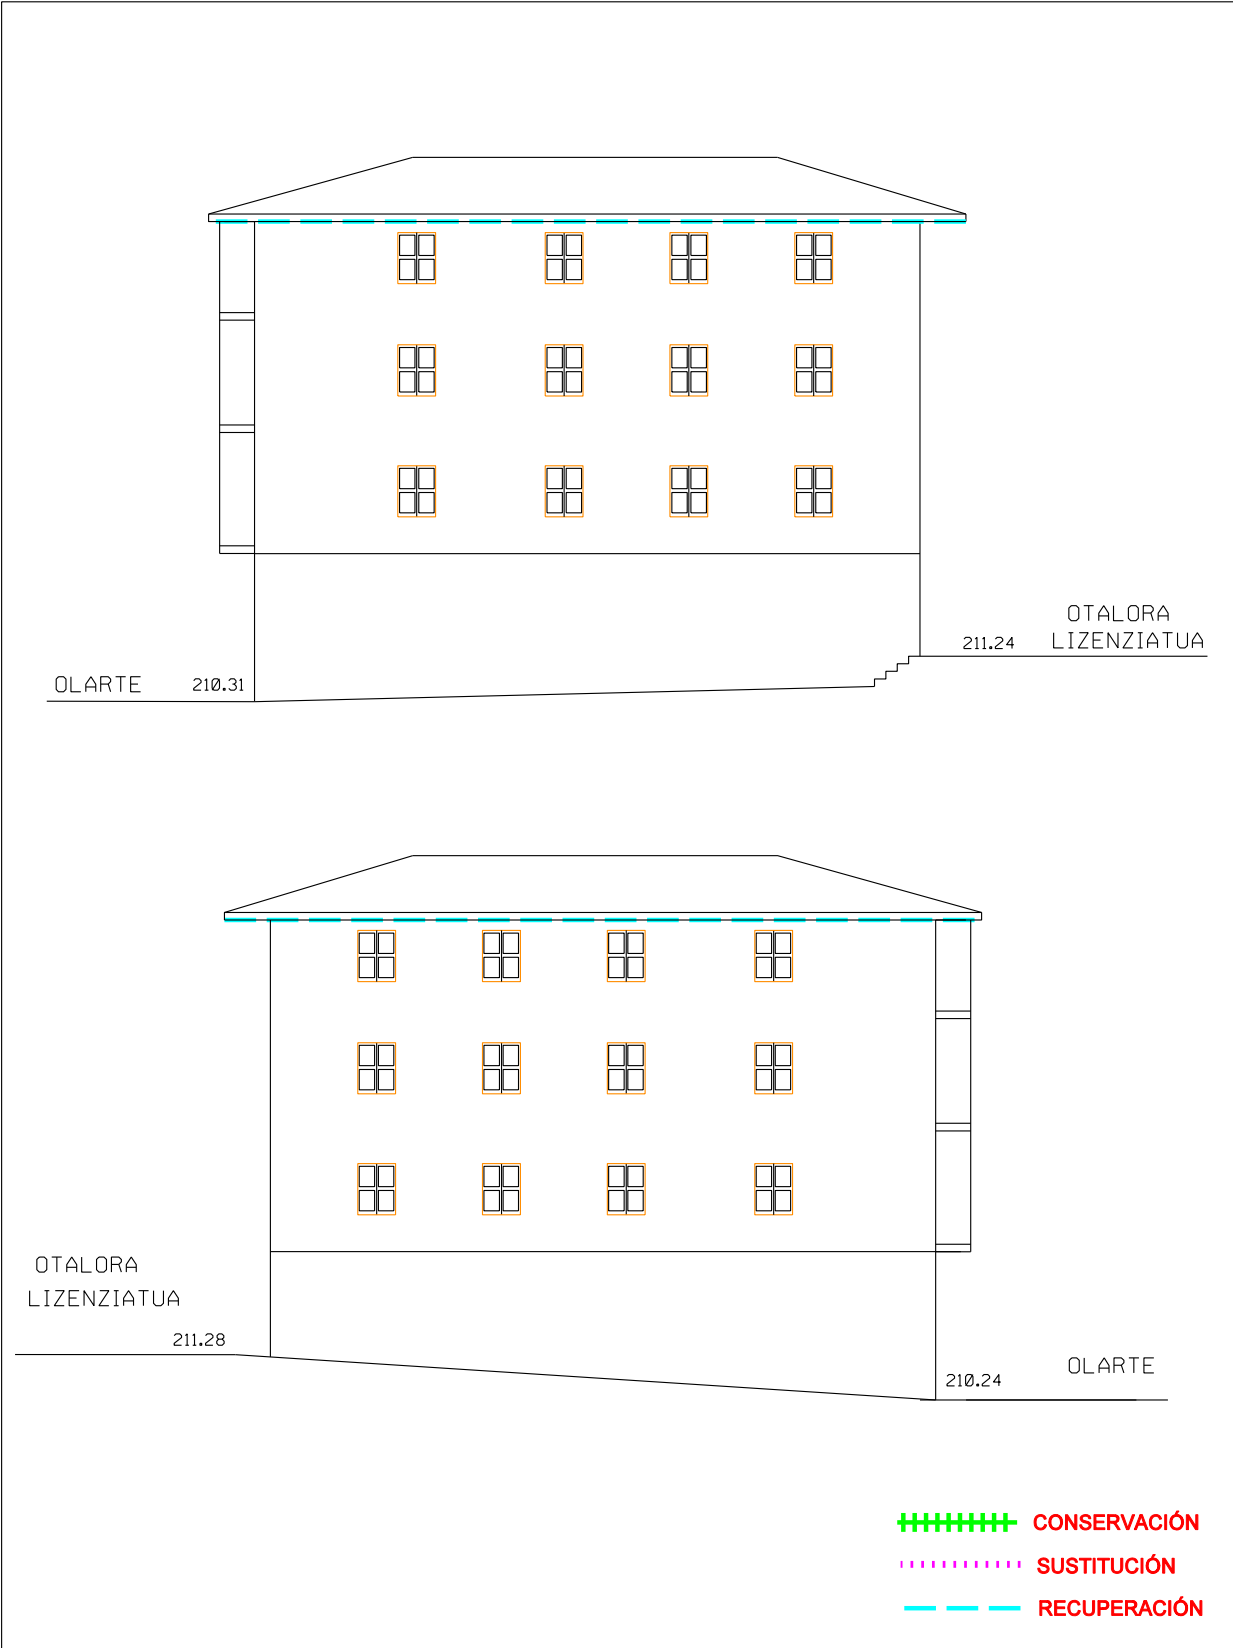 OTALORA
LIZENZIATUA
211.24
OLARTE
210.31
OTALORA
LIZENZIATUA
211.28
OLARTE
210.24
CONSERVACIÓN
SUSTITUCIÓN
RECUPERACIÓN